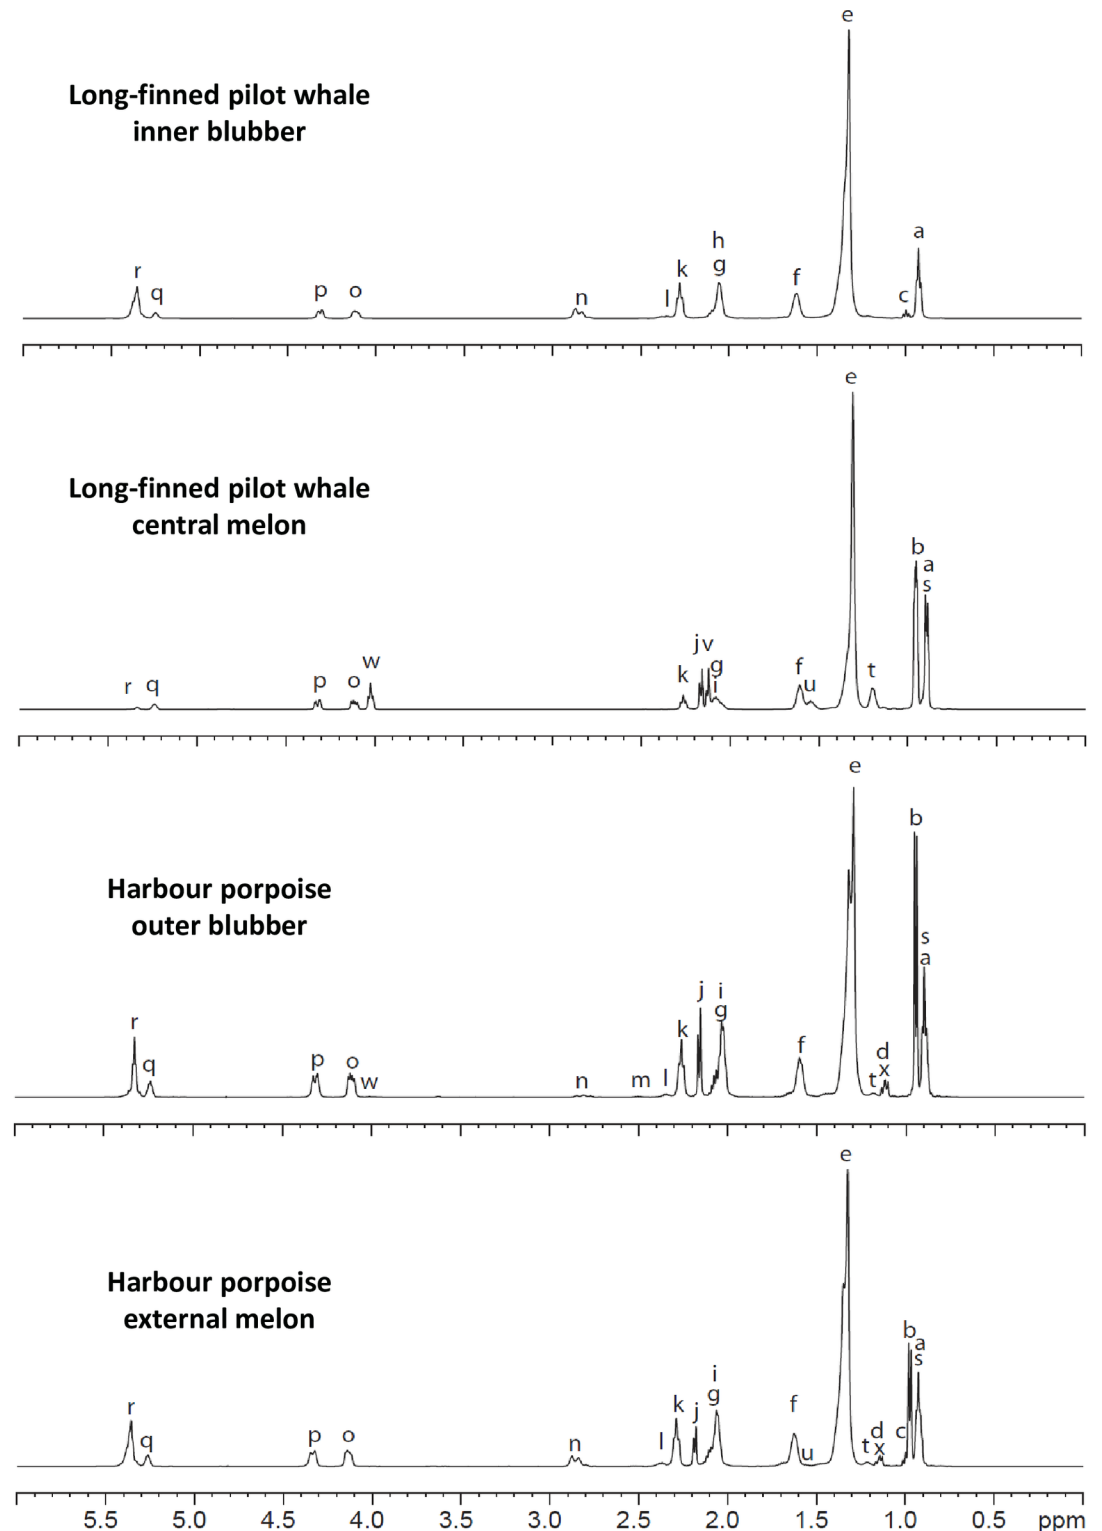 e
Long-finned pilot whale
inner blubber
a
h
r
q
p
o
n
l
k
g
f
c
e
Long-finned pilot whale
central melon
b
a
s
r
q
p
o
w
k
j
v
g
i
f
u
t
e
b
Harbour porpoise
outer blubber
s
a
r
q
p
o
w
n
m
l
k
j
i
g
f
t
d
x
e
Harbour porpoise
external melon
b
a
s
r
q
p
o
n
l
k
j
i
g
f
u
t
d
x
c
5.5 5.0 4.5 4.0 3.5 3.0 2.5 2.0 1.5 1.0 0.5 ppm